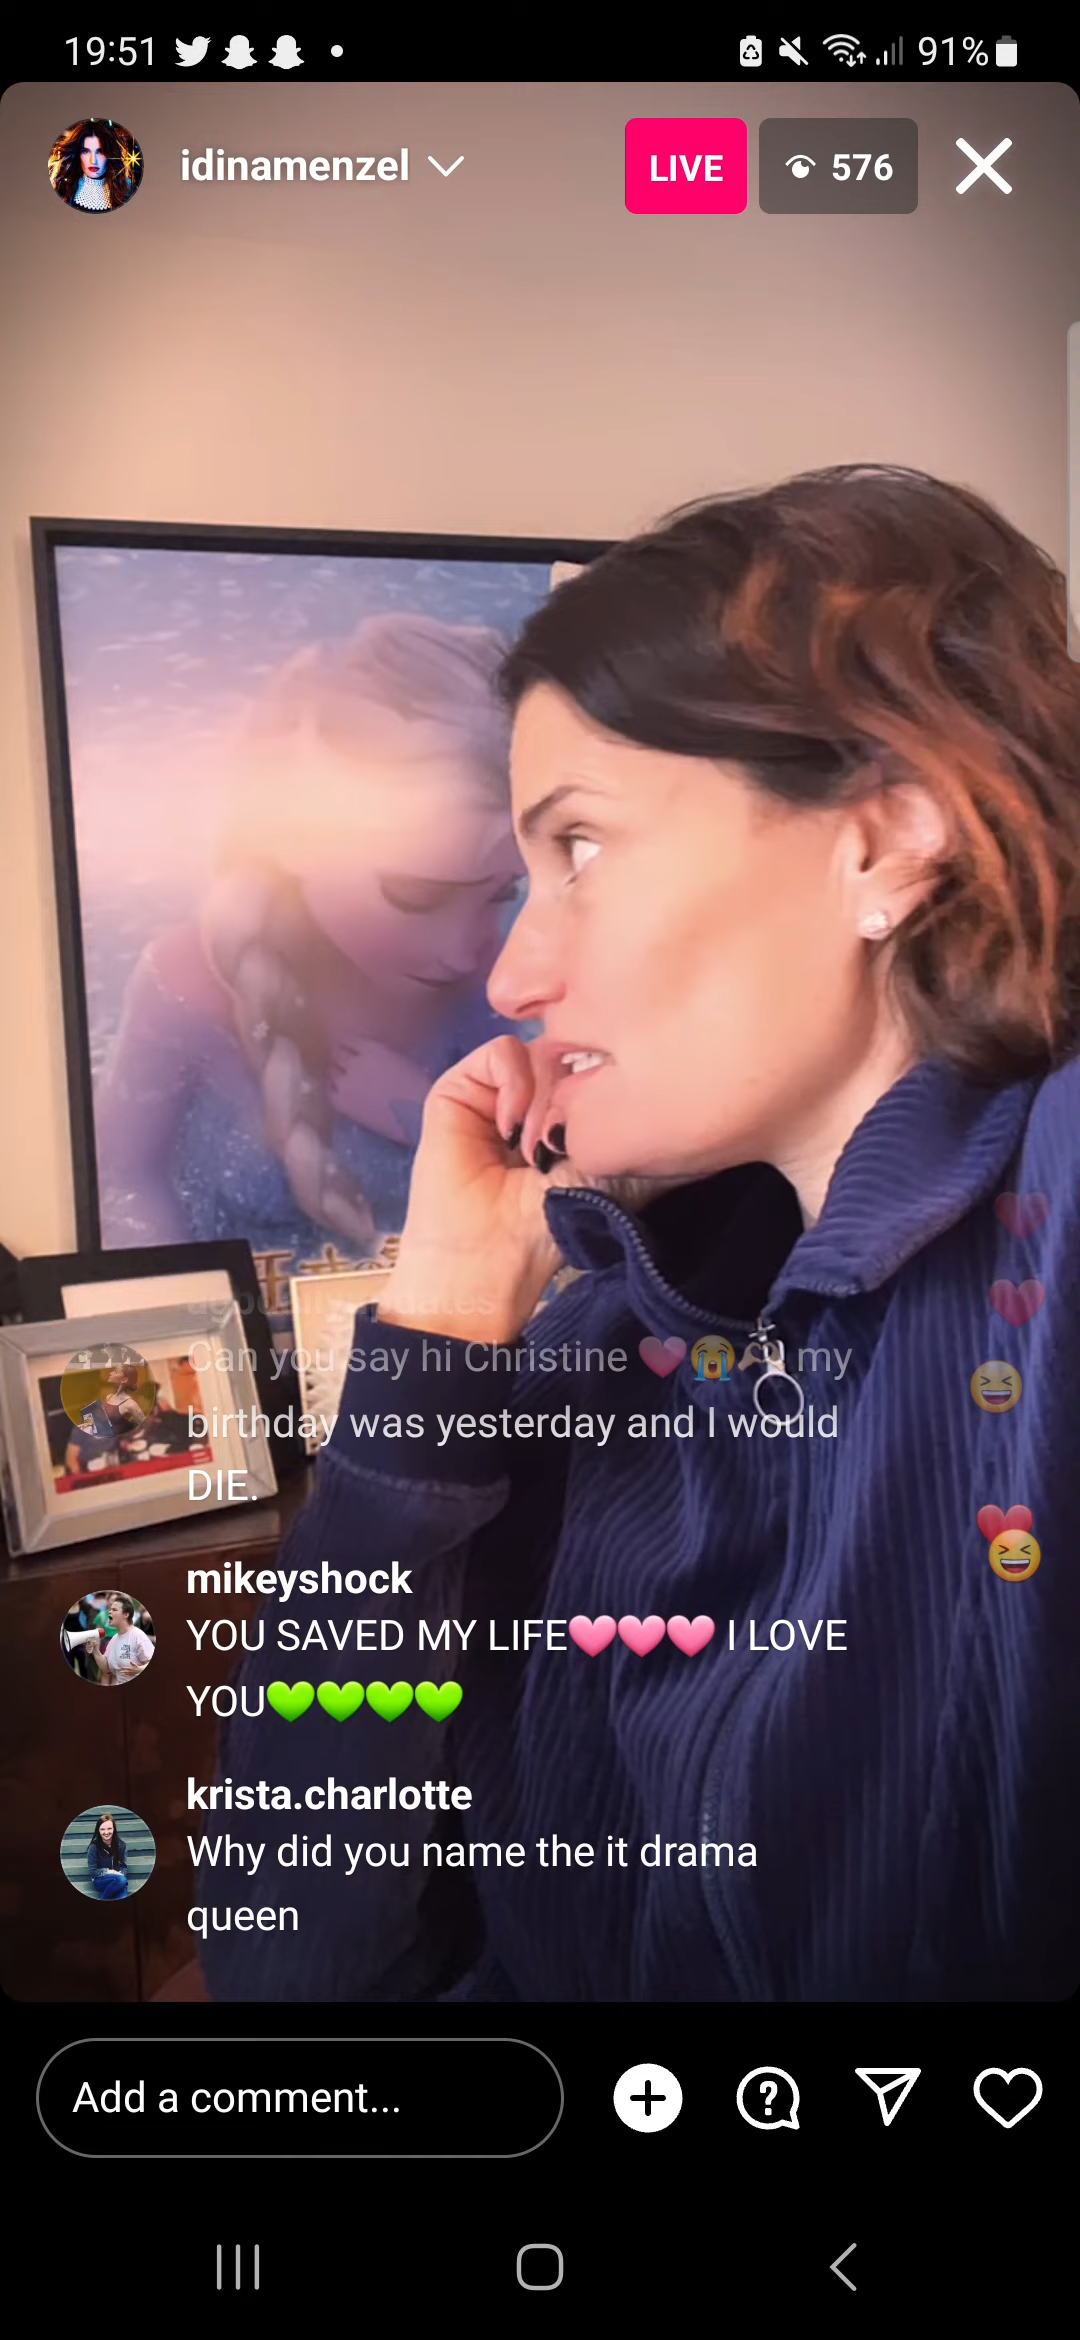 19:51
91%
idinamenzel
LIVE
576
Can you say hi Christine 💗😭🫶🏼 my
birthday was yesterday and I would
DIE.
mikeyshock
YOU SAVED MY LIFE🩷🩷🩷 I LOVE
YOU💚💚💚💚
krista.charlotte
Why did you name the it drama
queen
Add a comment...